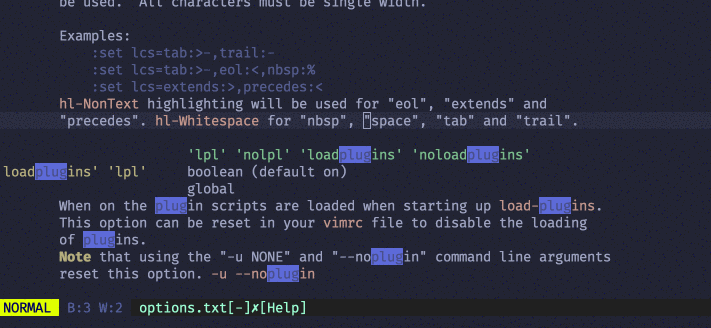 be used.  All characters must be single width.
Examples:
:set lcs=tab:>-,trail:-
:set lcs=tab:>-,eol:<,nbsp:%
:set lcs=extends:>,precedes:<
hl-NonText highlighting will be used for "eol", "extends" and
"precedes". hl-Whitespace for "nbsp", "space", "tab" and "trail".
'lpl' 'nolpl' 'loadplugins' 'noloadplugins'
loadplugins' 'lpl'     boolean (default on)
global
When on the plugin scripts are loaded when starting up load-plugins.
This option can be reset in your vimrc file to disable the loading
of plugins.
Note that using the "-u NONE" and "--noplugin" command line arguments
reset this option. -u --noplugin
NORMAL  B:3 W:2  options.txt[-]✗[Help]